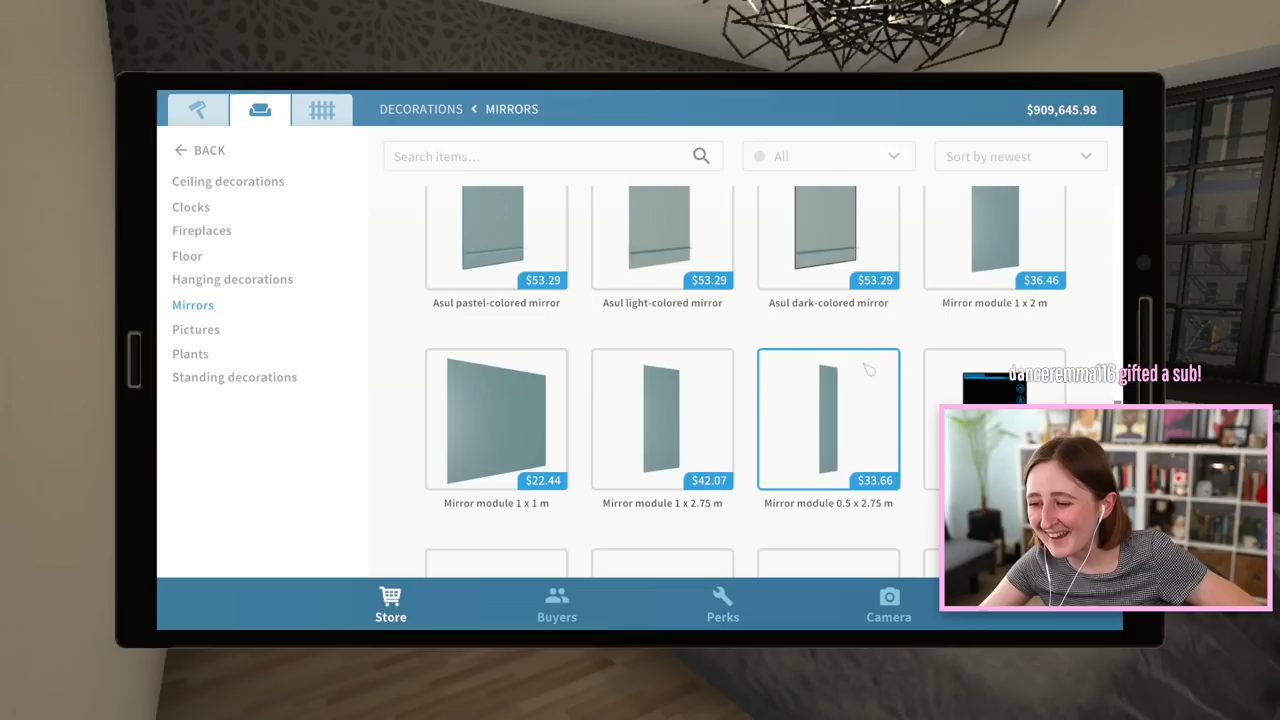 DECORATIONS < MIRRORS
$909,645.98
BACK
Search items...
All
Sort by newest
Ceiling decorations
Clocks
Fireplaces
Floor
Hanging decorations
Mirrors
Pictures
Plants
Standing decorations
$53.29
$53.29
$53.29
$36.46
Asul pastel-colored mirror
Asul light-colored mirror
Asul dark-colored mirror
Mirror module 1 x 2 m
danceremma116 gifted a sub!
$22.44
$42.07
$33.66
Mirror module 1 x 1 m
Mirror module 1 x 2.75 m
Mirror module 0.5 x 2.75 m
Store
Buyers
Perks
Camera